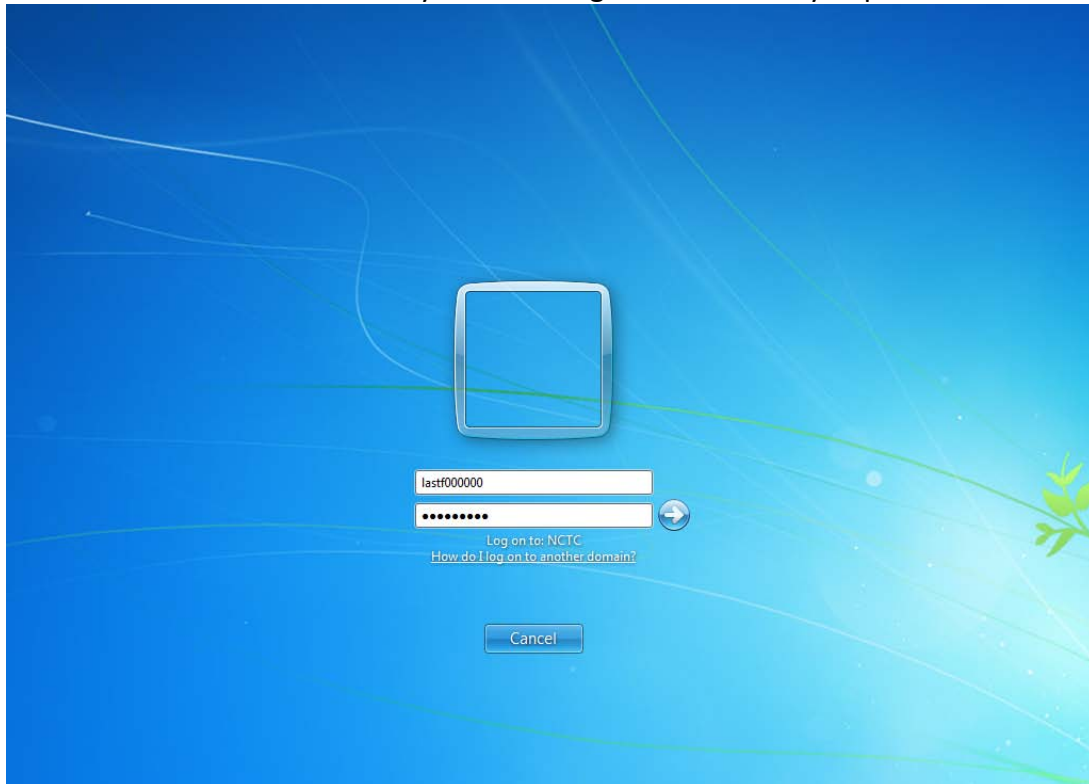 lastf000000
•••••••••
Log on to: NCTC
How do I log on to another domain?
Cancel